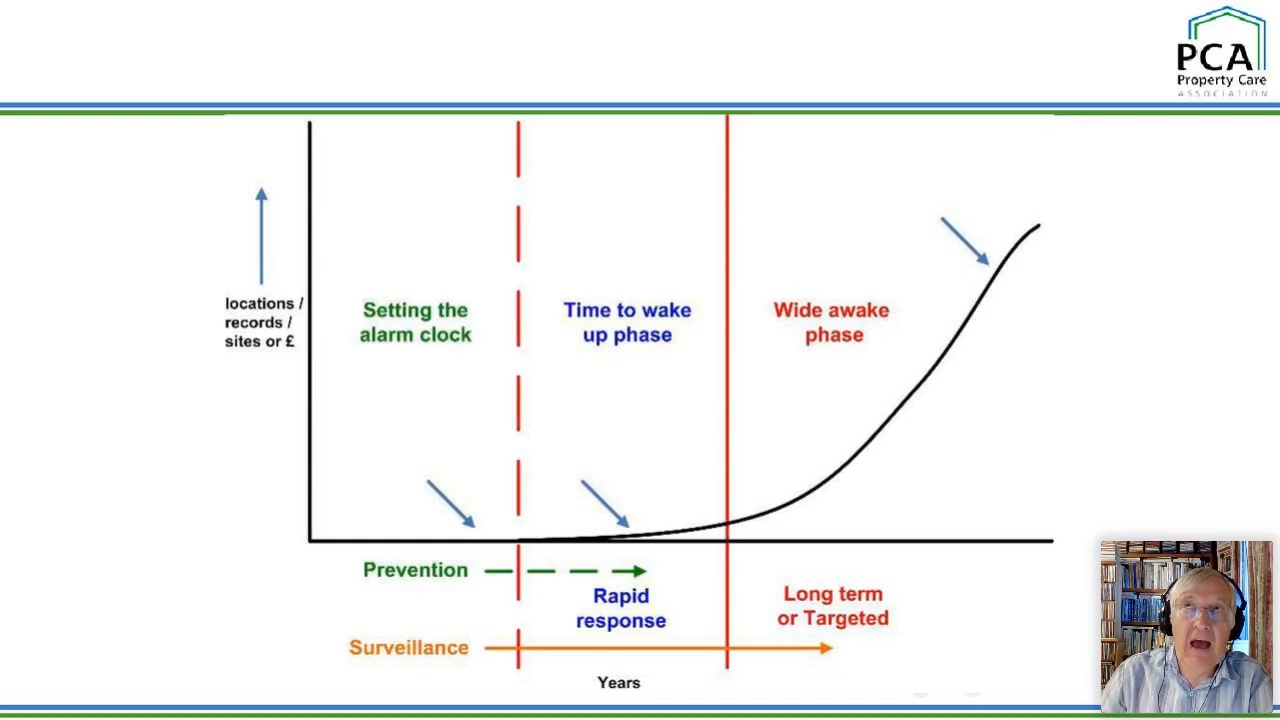 PCA
Property Care
ASSOCIATION
locations /
records /
sites or £
Setting the
alarm clock
Time to wake
up phase
Wide awake
phase
Prevention
Rapid
response
Long term
or Targeted
Surveillance
Years